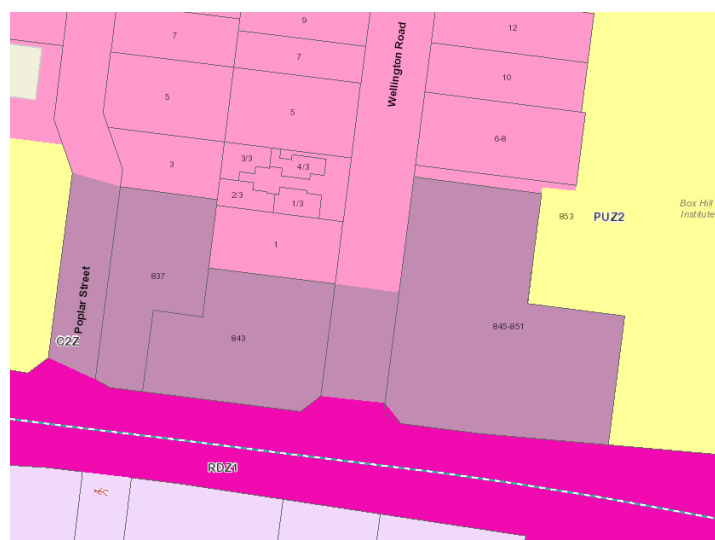 9
12
7
7
Wellington Road
10
5
5
6-8
3/3
4/3
3
2/3
1/3
1
853
PUZ2
Box Hill
Institute
837
Poplar Street
845-851
843
C2Z
RDZ1